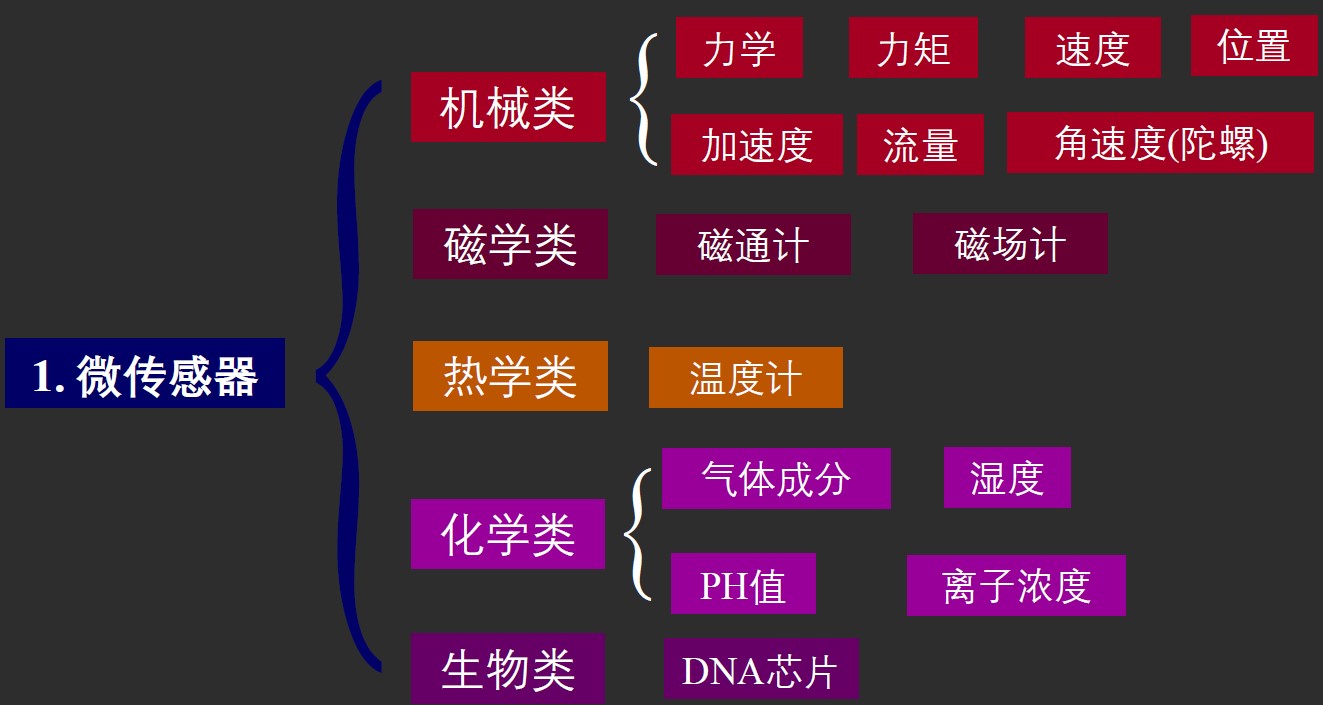 力学 力矩 速度 位置
机械类
加速度 流量 角速度(陀螺)
磁学类 磁通计 磁场计
1. 微传感器
热学类 温度计
气体成分 湿度
化学类
PH值 离子浓度
生物类 DNA芯片